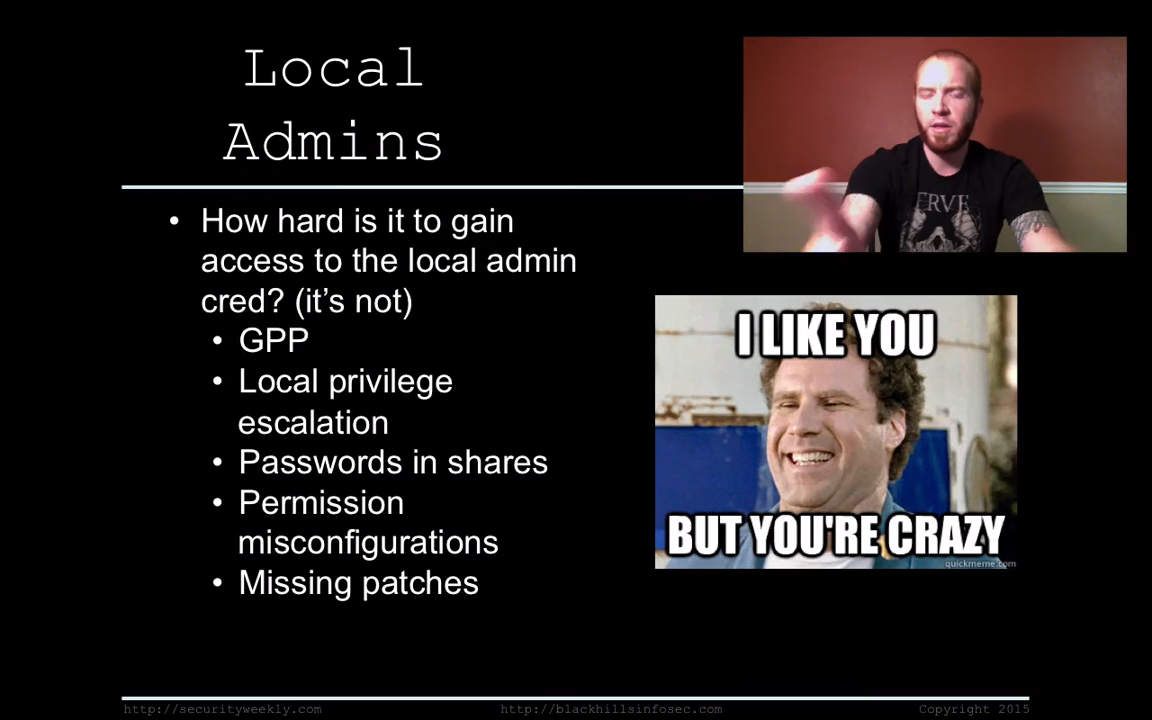 Local
Admins
• How hard is it to gain
access to the local admin
cred? (it’s not)
• GPP
• Local privilege
escalation
• Passwords in shares
• Permission
misconfigurations
• Missing patches
ERVE
I LIKE YOU
BUT YOU'RE CRAZY
quickmeme.com
http://securityweekly.com
http://blackhillsinfosec.com
Copyright 2015